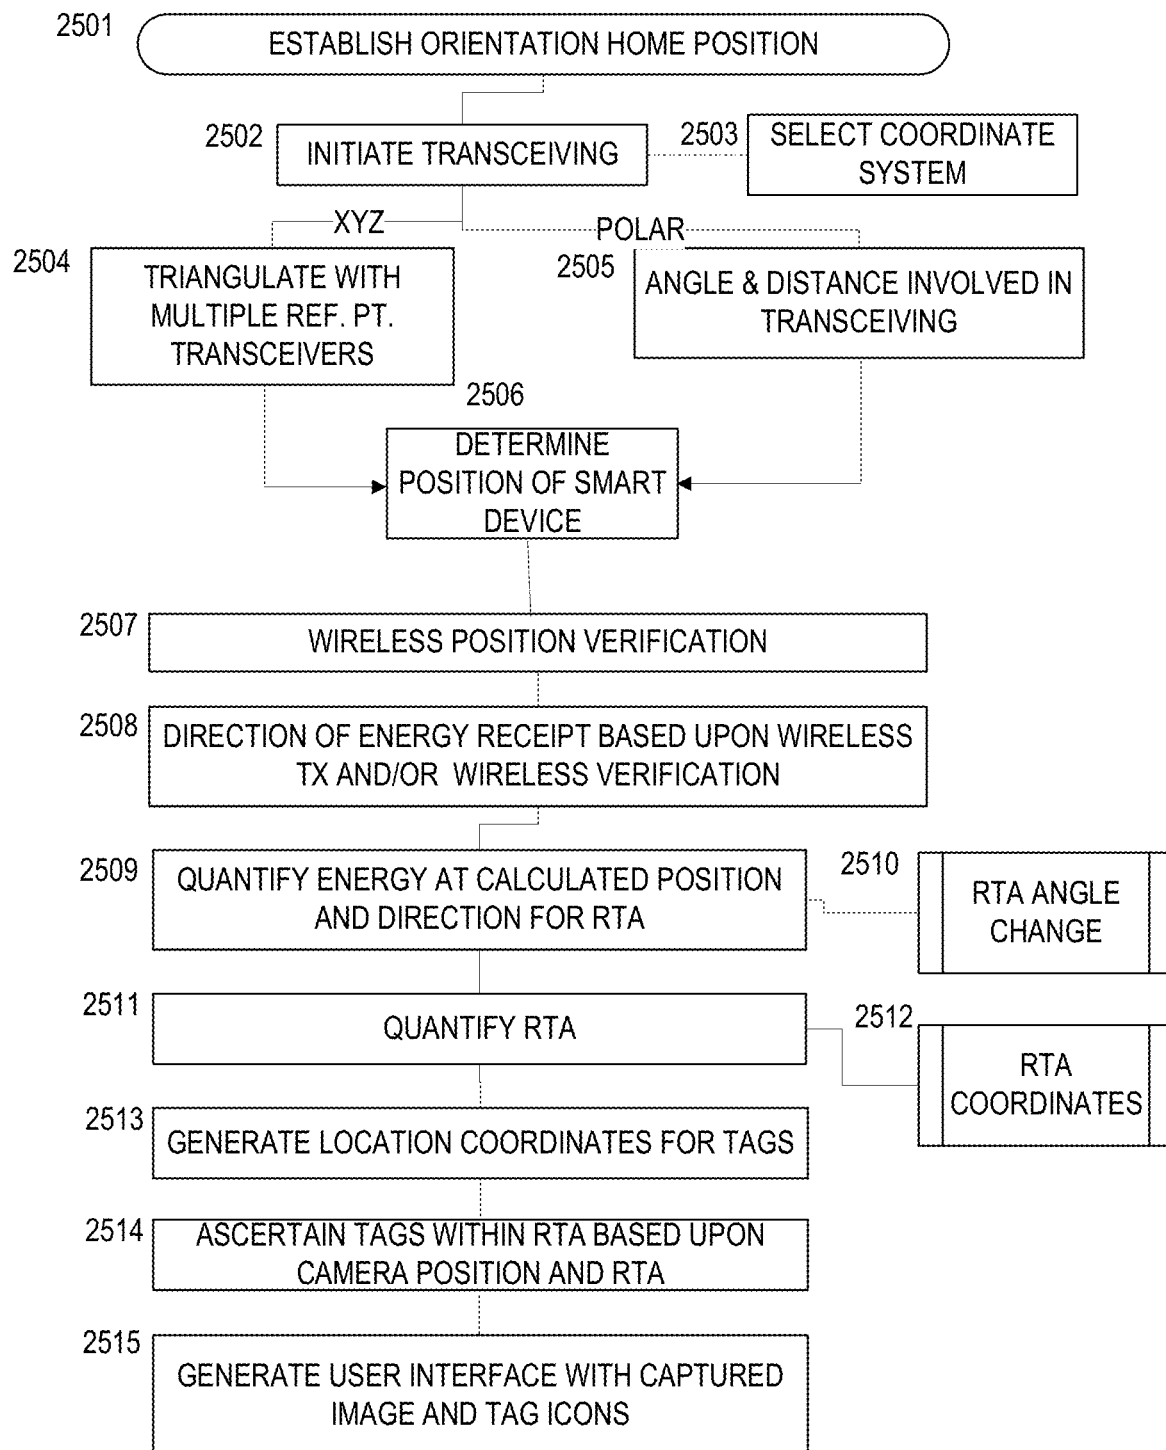 2501
ESTABLISH ORIENTATION HOME POSITION
2502
INITIATE TRANSCEIVING
2503
SELECT COORDINATE
SYSTEM
XYZ
POLAR
2504
TRIANGULATE WITH
MULTIPLE REF. PT.
TRANSCEIVERS
2505
ANGLE & DISTANCE INVOLVED IN
TRANSCEIVING
2506
DETERMINE
POSITION OF SMART
DEVICE
2507
WIRELESS POSITION VERIFICATION
2508
DIRECTION OF ENERGY RECEIPT BASED UPON WIRELESS
TX AND/OR WIRELESS VERIFICATION
2509
QUANTIFY ENERGY AT CALCULATED POSITION
AND DIRECTION FOR RTA
2510
RTA ANGLE
CHANGE
2511
QUANTIFY RTA
2512
RTA
COORDINATES
2513
GENERATE LOCATION COORDINATES FOR TAGS
2514
ASCERTAIN TAGS WITHIN RTA BASED UPON
CAMERA POSITION AND RTA
2515
GENERATE USER INTERFACE WITH CAPTURED
IMAGE AND TAG ICONS